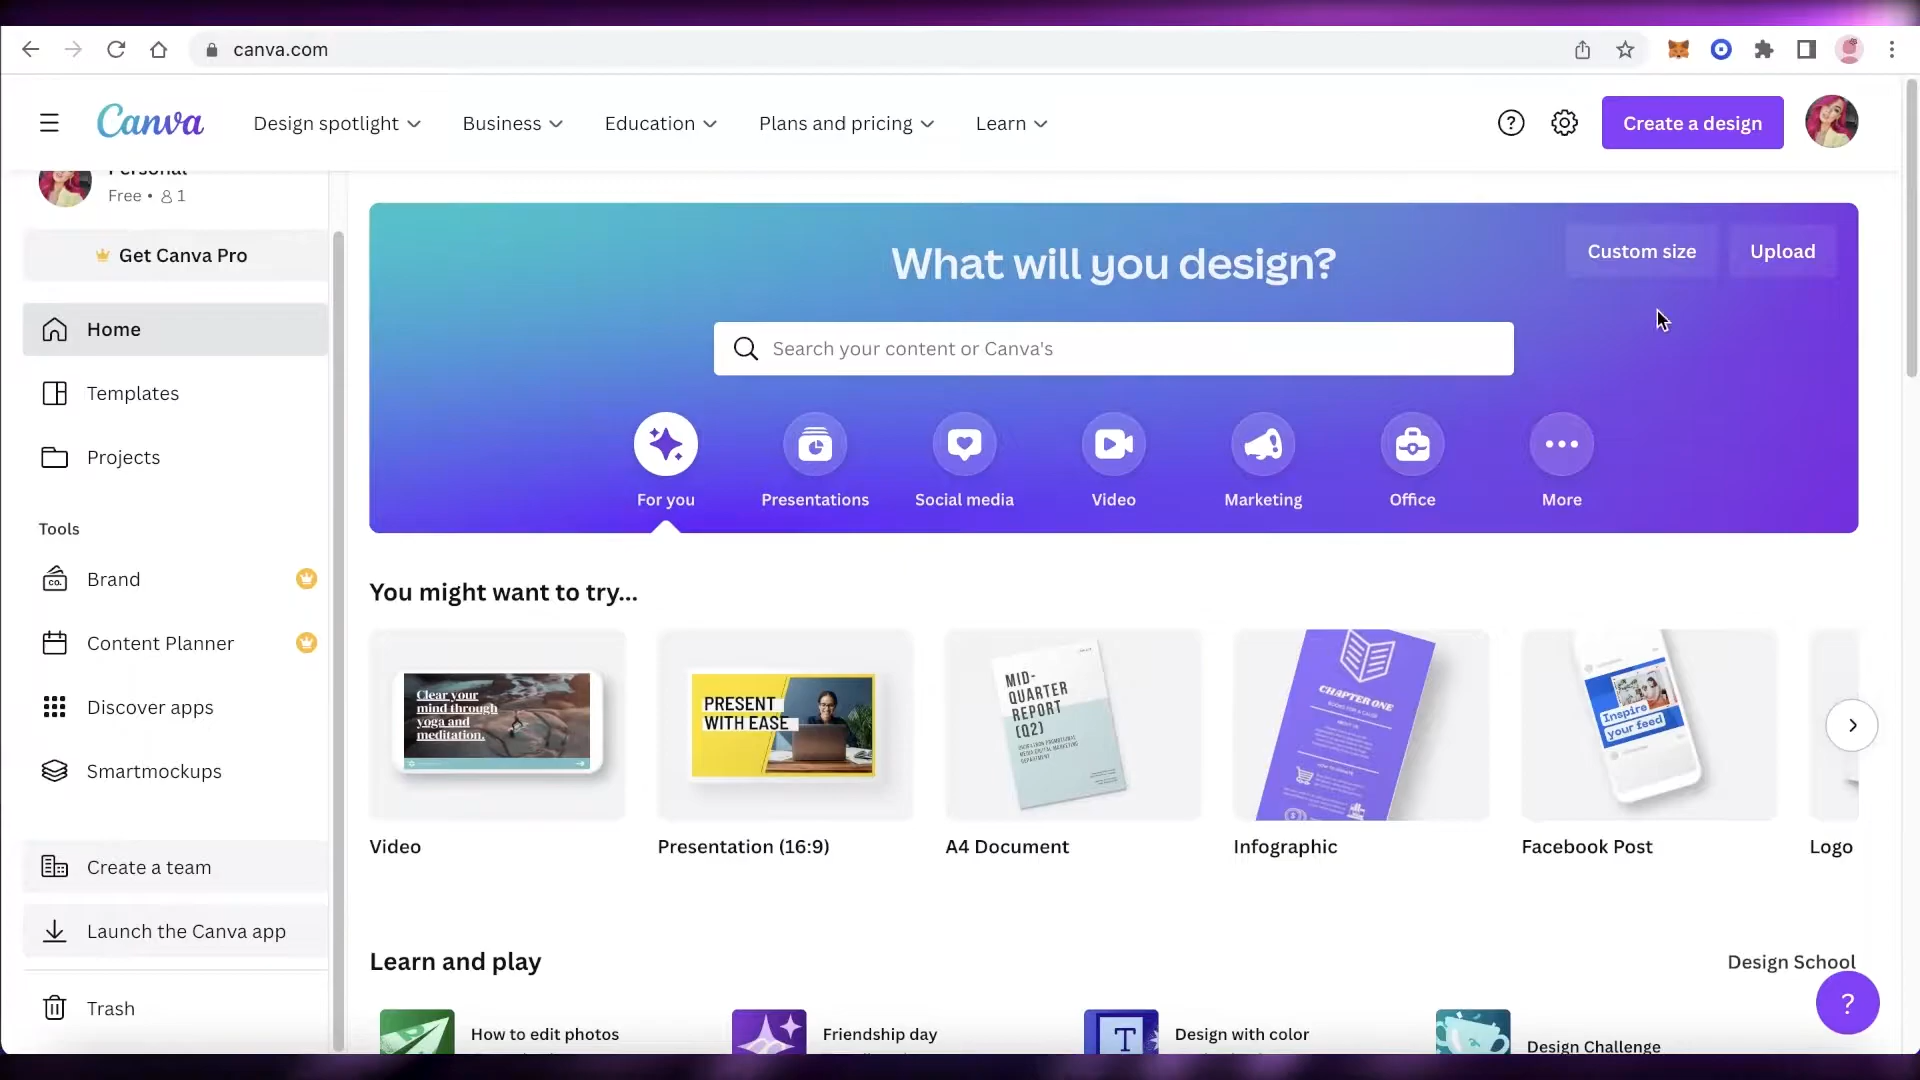 canva.com
Canva
Design spotlight
Business
Education
Plans and pricing
Learn
Create a design
Personal
Free • 1
Get Canva Pro
Home
Templates
Projects
Tools
Brand
Content Planner
Discover apps
Smartmockups
Create a team
Launch the Canva app
Trash
What will you design?
Custom size
Upload
Search your content or Canva's
For you
Presentations
Social media
Video
Marketing
Office
More
You might want to try...
Clear your
mind through
yoga and
meditation.
PRESENT
WITH EASE
MID-
QUARTER
REPORT
(Q2)
CHAPTER ONE
Inspire
your feed
Video
Presentation (16:9)
A4 Document
Infographic
Facebook Post
Logo
Learn and play
Design School
How to edit photos
Friendship day
T
Design with color
Design Challenge
?